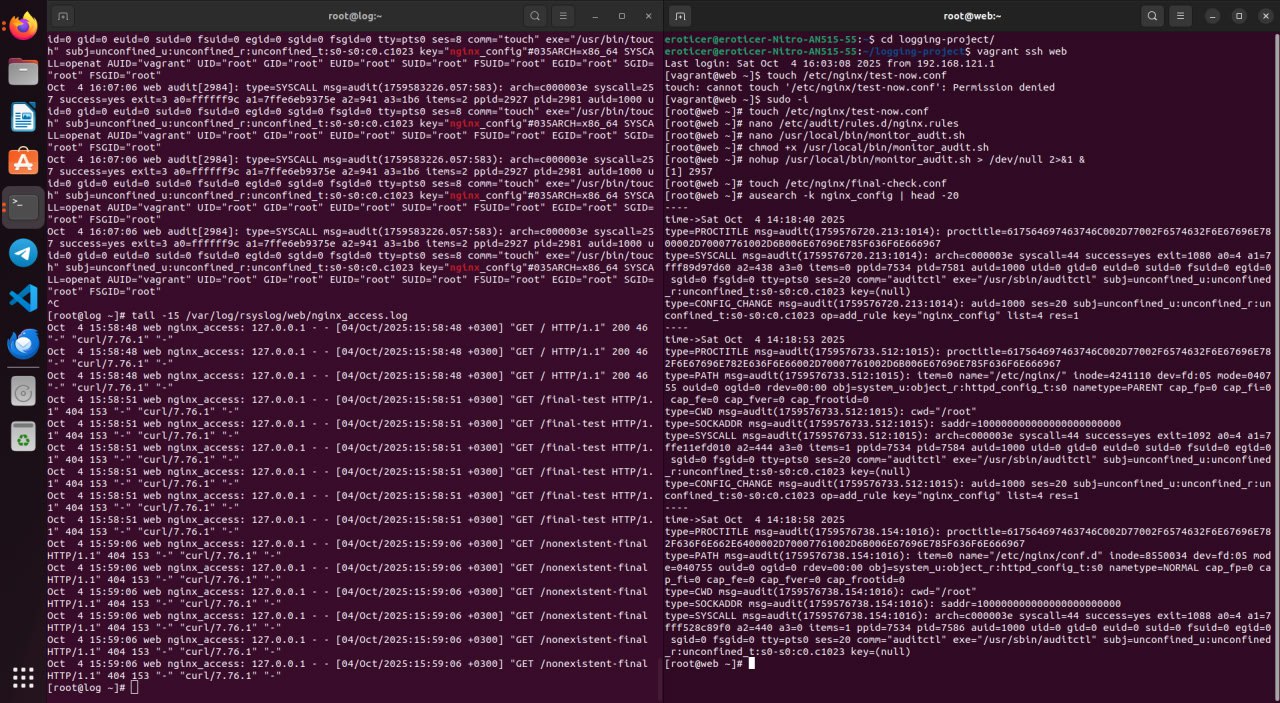 root@log:~
id=0 gid=0 euid=0 suid=0 fsuid=0 egid=0 sgid=0 fsgid=0 tty=pts0 ses=8 comm="touch" exe="/usr/bin/touc
h" subj=unconfined_u:unconfined_r:unconfined_t:s0-s0:c0.c1023 key="nginx_config"#035ARCH=x86_64 SYSCA
LL=openat AUID="vagrant" UID="root" GID="root" EUID="root" SUID="root" FSUID="root" EGID="root" SGID=
"root" FSGID="root"
Oct  4 16:07:06 web audit[2984]: type=SYSCALL msg=audit(1759583226.057:583): arch=c000003e syscall=25
7 success=yes exit=3 a0=ffffff9c a1=7ffe6eb9375e a2=941 a3=1b6 items=2 ppid=2927 pid=2981 auid=1000 u
id=0 gid=0 euid=0 suid=0 fsuid=0 egid=0 sgid=0 fsgid=0 tty=pts0 ses=8 comm="touch" exe="/usr/bin/touc
h" subj=unconfined_u:unconfined_r:unconfined_t:s0-s0:c0.c1023 key="nginx_config"#035ARCH=x86_64 SYSCA
LL=openat AUID="vagrant" UID="root" GID="root" EUID="root" SUID="root" FSUID="root" EGID="root" SGID=
"root" FSGID="root"
Oct  4 16:07:06 web audit[2984]: type=SYSCALL msg=audit(1759583226.057:583): arch=c000003e syscall=25
7 success=yes exit=3 a0=ffffff9c a1=7ffe6eb9375e a2=941 a3=1b6 items=2 ppid=2927 pid=2981 auid=1000 u
id=0 gid=0 euid=0 suid=0 fsuid=0 egid=0 sgid=0 fsgid=0 tty=pts0 ses=8 comm="touch" exe="/usr/bin/touc
h" subj=unconfined_u:unconfined_r:unconfined_t:s0-s0:c0.c1023 key="nginx_config"#035ARCH=x86_64 SYSCA
LL=openat AUID="vagrant" UID="root" GID="root" EUID="root" SUID="root" FSUID="root" EGID="root" SGID=
"root" FSGID="root"
Oct  4 16:07:06 web audit[2984]: type=SYSCALL msg=audit(1759583226.057:583): arch=c000003e syscall=25
7 success=yes exit=3 a0=ffffff9c a1=7ffe6eb9375e a2=941 a3=1b6 items=2 ppid=2927 pid=2981 auid=1000 u
id=0 gid=0 euid=0 suid=0 fsuid=0 egid=0 sgid=0 fsgid=0 tty=pts0 ses=8 comm="touch" exe="/usr/bin/touc
h" subj=unconfined_u:unconfined_r:unconfined_t:s0-s0:c0.c1023 key="nginx_config"#035ARCH=x86_64 SYSCA
LL=openat AUID="vagrant" UID="root" GID="root" EUID="root" SUID="root" FSUID="root" EGID="root" SGID=
"root" FSGID="root"
^C
[root@log ~]# tail -15 /var/log/rsyslog/web/nginx_access.log
Oct  4 15:58:48 web nginx_access: 127.0.0.1 - - [04/Oct/2025:15:58:48 +0300] "GET / HTTP/1.1" 200 46
"-" "curl/7.76.1" "-"
Oct  4 15:58:48 web nginx_access: 127.0.0.1 - - [04/Oct/2025:15:58:48 +0300] "GET / HTTP/1.1" 200 46
"-" "curl/7.76.1" "-"
Oct  4 15:58:48 web nginx_access: 127.0.0.1 - - [04/Oct/2025:15:58:48 +0300] "GET / HTTP/1.1" 200 46
"-" "curl/7.76.1" "-"
Oct  4 15:58:51 web nginx_access: 127.0.0.1 - - [04/Oct/2025:15:58:51 +0300] "GET /final-test HTTP/1.
1" 404 153 "-" "curl/7.76.1" "-"
Oct  4 15:58:51 web nginx_access: 127.0.0.1 - - [04/Oct/2025:15:58:51 +0300] "GET /final-test HTTP/1.
1" 404 153 "-" "curl/7.76.1" "-"
Oct  4 15:58:51 web nginx_access: 127.0.0.1 - - [04/Oct/2025:15:58:51 +0300] "GET /final-test HTTP/1.
1" 404 153 "-" "curl/7.76.1" "-"
Oct  4 15:58:51 web nginx_access: 127.0.0.1 - - [04/Oct/2025:15:58:51 +0300] "GET /final-test HTTP/1.
1" 404 153 "-" "curl/7.76.1" "-"
Oct  4 15:58:51 web nginx_access: 127.0.0.1 - - [04/Oct/2025:15:58:51 +0300] "GET /final-test HTTP/1.
1" 404 153 "-" "curl/7.76.1" "-"
Oct  4 15:58:51 web nginx_access: 127.0.0.1 - - [04/Oct/2025:15:58:51 +0300] "GET /final-test HTTP/1.
1" 404 153 "-" "curl/7.76.1" "-"
Oct  4 15:59:06 web nginx_access: 127.0.0.1 - - [04/Oct/2025:15:59:06 +0300] "GET /nonexistent-final
HTTP/1.1" 404 153 "-" "curl/7.76.1" "-"
Oct  4 15:59:06 web nginx_access: 127.0.0.1 - - [04/Oct/2025:15:59:06 +0300] "GET /nonexistent-final
HTTP/1.1" 404 153 "-" "curl/7.76.1" "-"
Oct  4 15:59:06 web nginx_access: 127.0.0.1 - - [04/Oct/2025:15:59:06 +0300] "GET /nonexistent-final
HTTP/1.1" 404 153 "-" "curl/7.76.1" "-"
Oct  4 15:59:06 web nginx_access: 127.0.0.1 - - [04/Oct/2025:15:59:06 +0300] "GET /nonexistent-final
HTTP/1.1" 404 153 "-" "curl/7.76.1" "-"
Oct  4 15:59:06 web nginx_access: 127.0.0.1 - - [04/Oct/2025:15:59:06 +0300] "GET /nonexistent-final
HTTP/1.1" 404 153 "-" "curl/7.76.1" "-"
Oct  4 15:59:06 web nginx_access: 127.0.0.1 - - [04/Oct/2025:15:59:06 +0300] "GET /nonexistent-final
HTTP/1.1" 404 153 "-" "curl/7.76.1" "-"
[root@log ~]#
root@web:~
eroticer@eroticer-Nitro-AN515-55:~$ cd logging-project/
eroticer@eroticer-Nitro-AN515-55:~/logging-project$ vagrant ssh web
Last login: Sat Oct  4 16:03:08 2025 from 192.168.121.1
[vagrant@web ~]$ touch /etc/nginx/test-now.conf
touch: cannot touch '/etc/nginx/test-now.conf': Permission denied
[vagrant@web ~]$ sudo -i
[root@web ~]# touch /etc/nginx/test-now.conf
[root@web ~]# nano /etc/audit/rules.d/nginx.rules
[root@web ~]# nano /usr/local/bin/monitor_audit.sh
[root@web ~]# chmod +x /usr/local/bin/monitor_audit.sh
[root@web ~]# nohup /usr/local/bin/monitor_audit.sh > /dev/null 2>&1 &
[1] 2957
[root@web ~]# touch /etc/nginx/final-check.conf
[root@web ~]# ausearch -k nginx_config | head -20
----
time->Sat Oct  4 14:18:40 2025
type=PROCTITLE msg=audit(1759576720.213:1014): proctitle=617564697463746C002D77002F6574632F6E67696E78
0002D70007761002D6B006E67696E785F636F6E666967
type=SYSCALL msg=audit(1759576720.213:1014): arch=c000003e syscall=44 success=yes exit=1080 a0=4 a1=7
fff89d97d60 a2=438 a3=0 items=0 ppid=7534 pid=7581 auid=1000 uid=0 gid=0 euid=0 suid=0 fsuid=0 egid=0
 sgid=0 fsgid=0 tty=pts0 ses=20 comm="auditctl" exe="/usr/sbin/auditctl" subj=unconfined_u:unconfined
_r:unconfined_t:s0-s0:c0.c1023 key=(null)
type=CONFIG_CHANGE msg=audit(1759576720.213:1014): auid=1000 ses=20 subj=unconfined_u:unconfined_r:un
confined_t:s0-s0:c0.c1023 op=add_rule key="nginx_config" list=4 res=1
----
time->Sat Oct  4 14:18:53 2025
type=PROCTITLE msg=audit(1759576733.512:1015): proctitle=617564697463746C002D77002F6574632F6E67696E78
2F6E67696E782E636F6E66002D70007761002D6B006E67696E785F636F6E666967
type=PATH msg=audit(1759576733.512:1015): item=0 name="/etc/nginx/" inode=4241110 dev=fd:05 mode=0407
55 ouid=0 ogid=0 rdev=00:00 obj=system_u:object_r:httpd_config_t:s0 nametype=PARENT cap_fp=0 cap_fi=0
 cap_fe=0 cap_fver=0 cap_frootid=0
type=CWD msg=audit(1759576733.512:1015): cwd="/root"
type=SOCKADDR msg=audit(1759576733.512:1015): saddr=100000000000000000000000
type=SYSCALL msg=audit(1759576733.512:1015): arch=c000003e syscall=44 success=yes exit=1092 a0=4 a1=7
ffe11efd010 a2=444 a3=0 items=1 ppid=7534 pid=7584 auid=1000 uid=0 gid=0 euid=0 suid=0 fsuid=0 egid=0
 sgid=0 fsgid=0 tty=pts0 ses=20 comm="auditctl" exe="/usr/sbin/auditctl" subj=unconfined_u:unconfined
_r:unconfined_t:s0-s0:c0.c1023 key=(null)
type=CONFIG_CHANGE msg=audit(1759576733.512:1015): auid=1000 ses=20 subj=unconfined_u:unconfined_r:un
confined_t:s0-s0:c0.c1023 op=add_rule key="nginx_config" list=4 res=1
----
time->Sat Oct  4 14:18:58 2025
type=PROCTITLE msg=audit(1759576738.154:1016): proctitle=617564697463746C002D77002F6574632F6E67696E78
2F636F6E662E640002D70007761002D6B006E67696E785F636F6E666967
type=PATH msg=audit(1759576738.154:1016): item=0 name="/etc/nginx/conf.d" inode=8550034 dev=fd:05 mod
e=040755 ouid=0 ogid=0 rdev=00:00 obj=system_u:object_r:httpd_config_t:s0 nametype=NORMAL cap_fp=0 ca
p_fi=0 cap_fe=0 cap_fver=0 cap_frootid=0
type=CWD msg=audit(1759576738.154:1016): cwd="/root"
type=SOCKADDR msg=audit(1759576738.154:1016): saddr=100000000000000000000000
type=SYSCALL msg=audit(1759576738.154:1016): arch=c000003e syscall=44 success=yes exit=1088 a0=4 a1=7
fff528c89f0 a2=440 a3=0 items=1 ppid=7534 pid=7586 auid=1000 uid=0 gid=0 euid=0 suid=0 fsuid=0 egid=0
 sgid=0 fsgid=0 tty=pts0 ses=20 comm="auditctl" exe="/usr/sbin/auditctl" subj=unconfined_u:unconfined
_r:unconfined_t:s0-s0:c0.c1023 key=(null)
[root@web ~]#